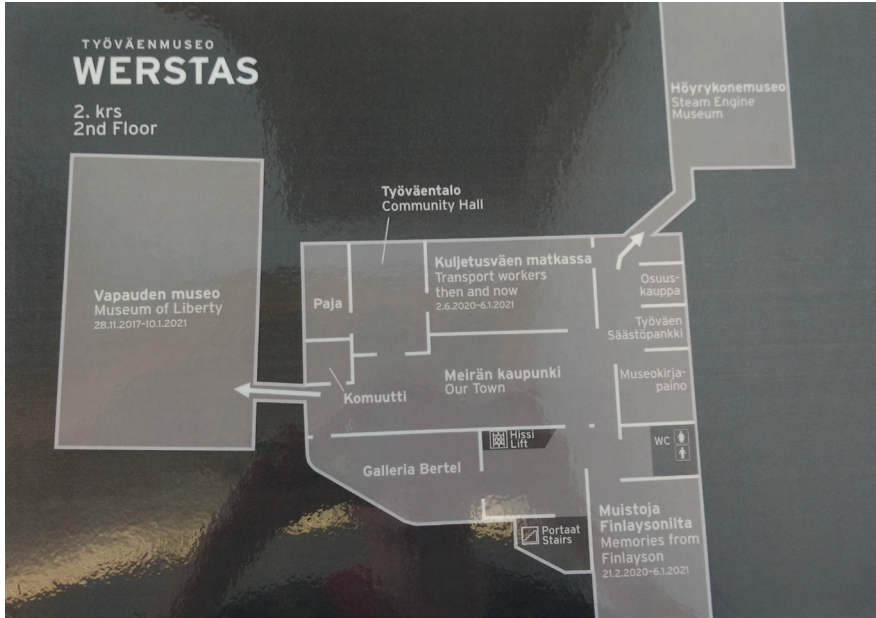 TYÖVÄENMUSEO
WERSTAS
2. krs
2nd Floor
Höyrykonemuseo
Steam Engine
Museum
Työväentalo
Community Hall
Kuljetusväen matkassa
Transport workers
then and now
2.6.2020-6.1.2021
Osuus-
kauppa
Vapauden museo
Museum of Liberty
28.11.2017-10.1.2021
Paja
Työväen
Säästöpankki
Meirän kaupunki
Our Town
Museokirja-
paino
Komuutti
Hissi
Lift
WC
Galleria Bertel
Muistoja
Finlaysonilta
Memories from
Finlayson
21.2.2020-6.1.2021
Portaat
Stairs